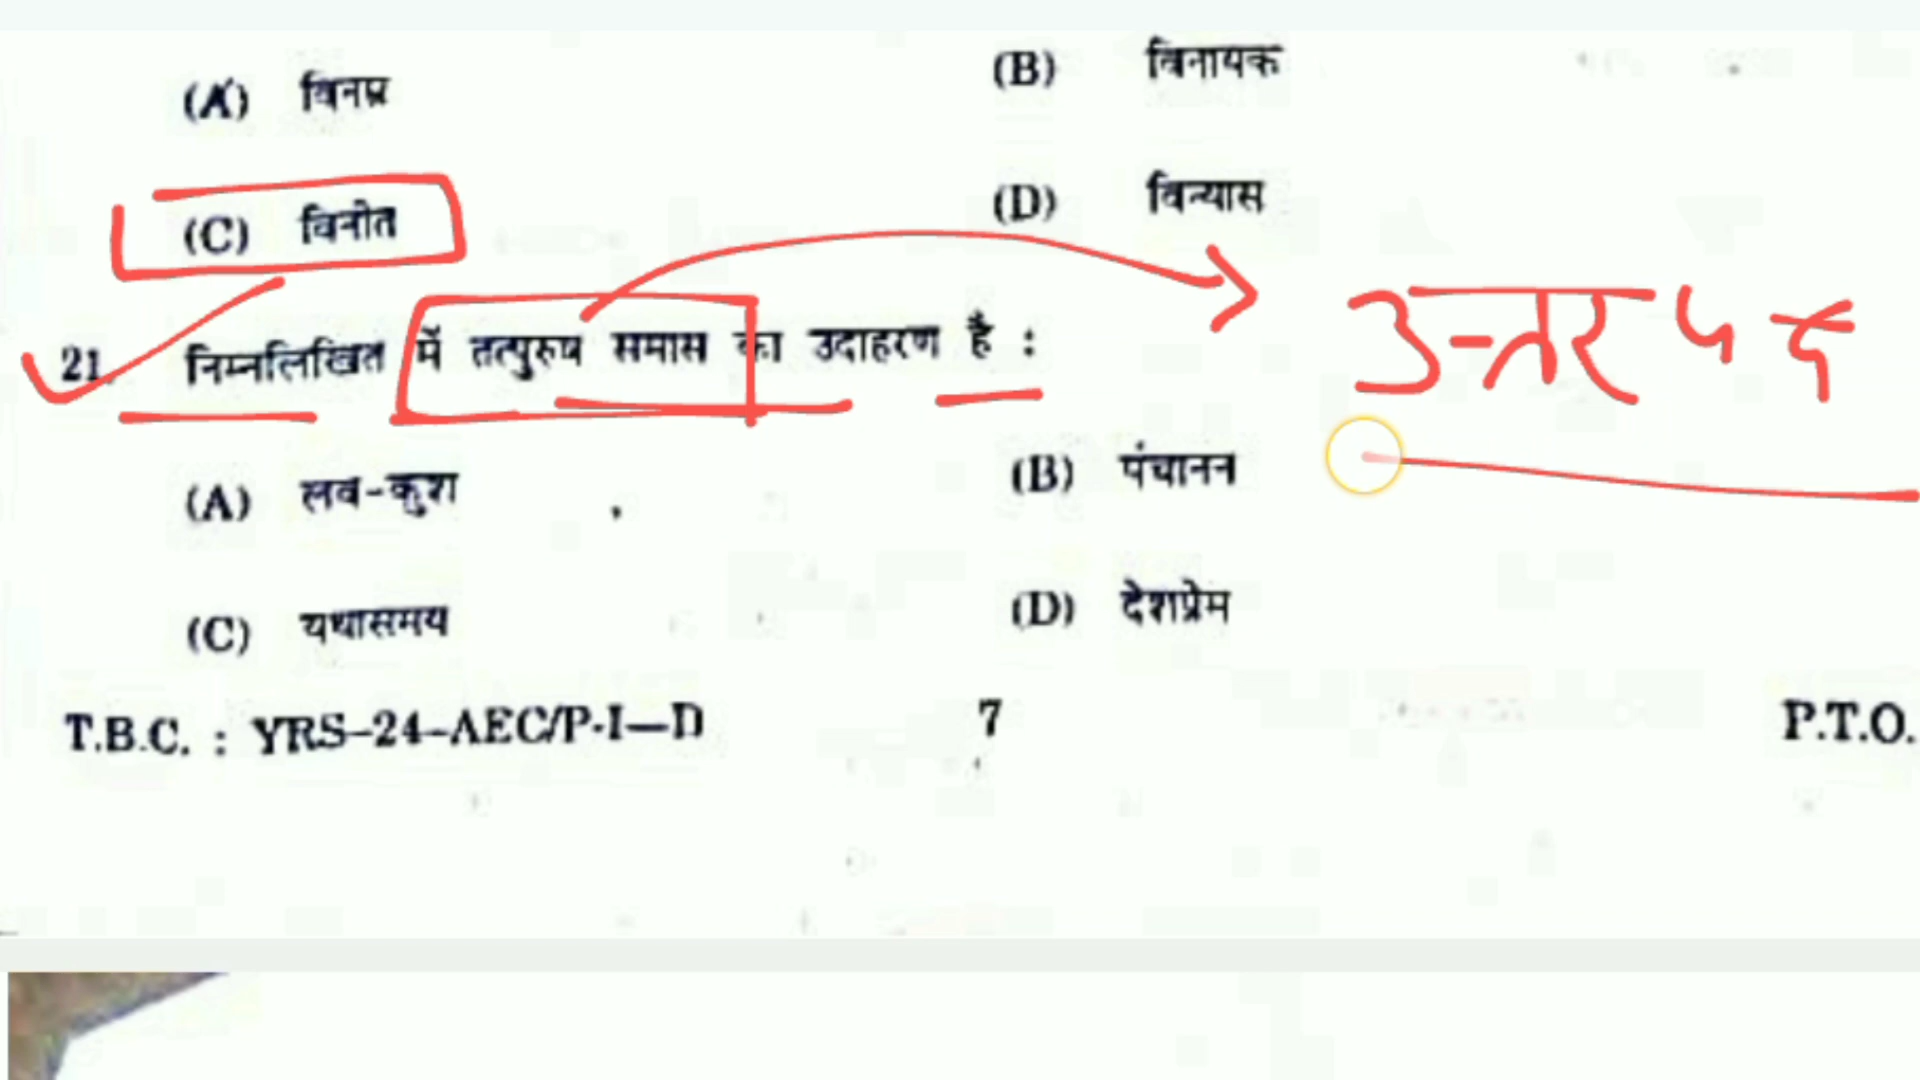 (A) विनम्र (B) विनायक
(C) विनीत (D) विन्यास
21. निम्नलिखित में तत्पुरुष समास का उदाहरण है :
उत्तर पद
(A) लव-कुश (B) पंचानन
(C) यथासमय (D) देशप्रेम
T.B.C. : YRS-24-AEC/P-I—D 7 P.T.O.